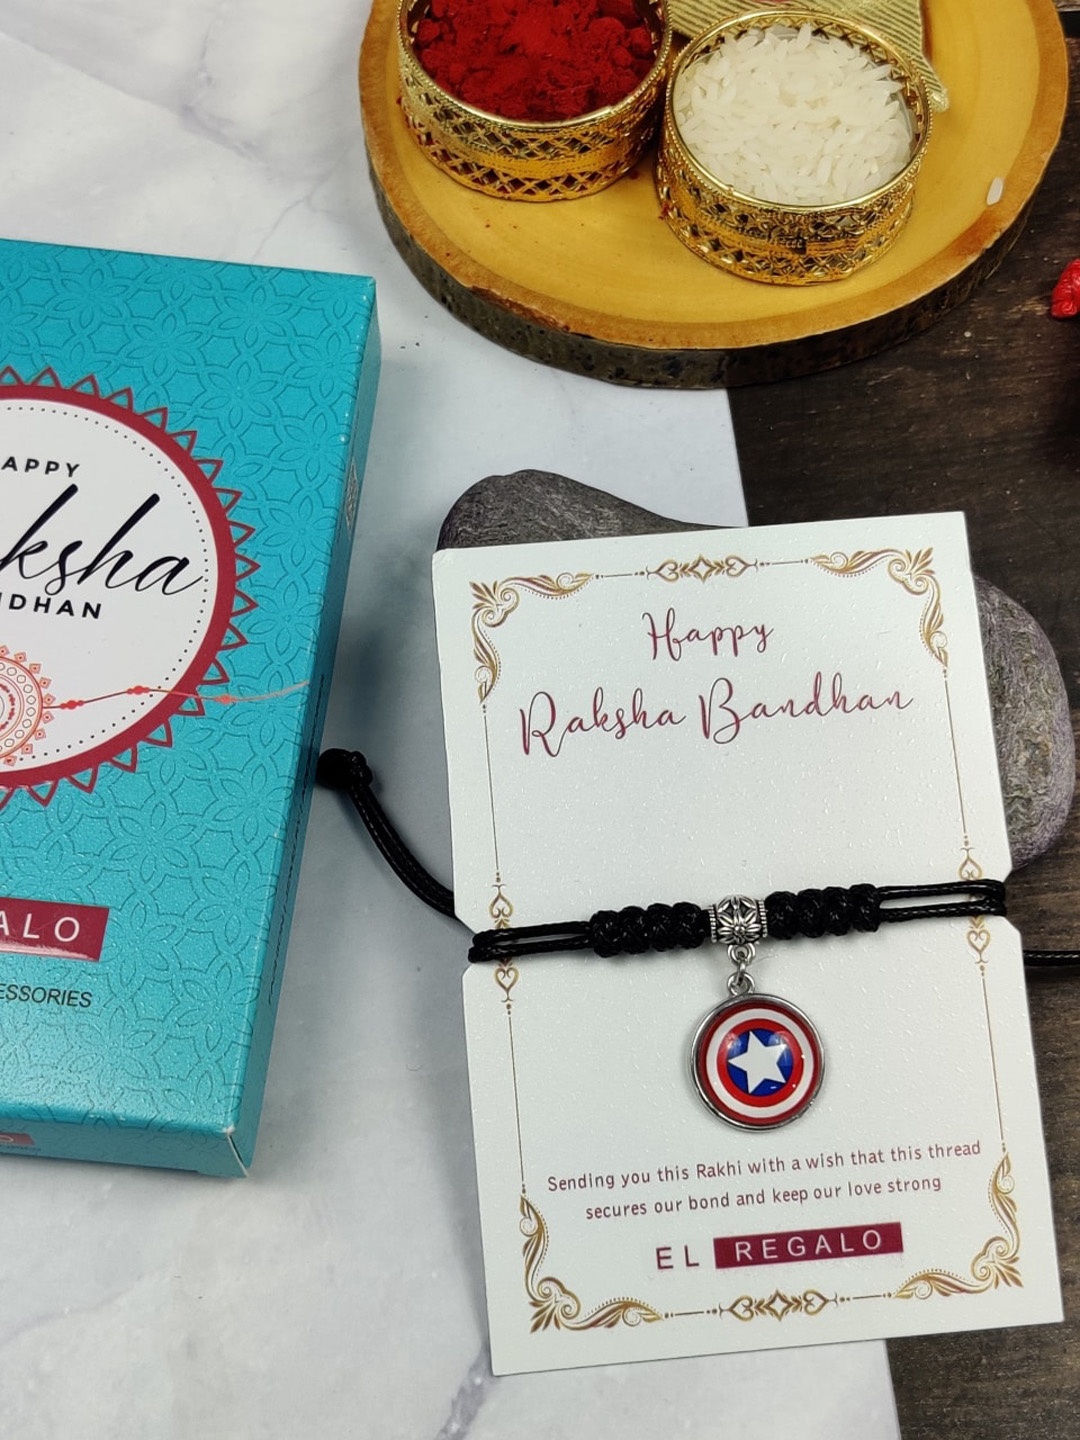 APPY
ksha
DHAN
ALO
ESSORIES
Happy
Raksha Bandhan
Sending you this Rakhi with a wish that this thread
secures our bond and keep our love strong
EL REGALO